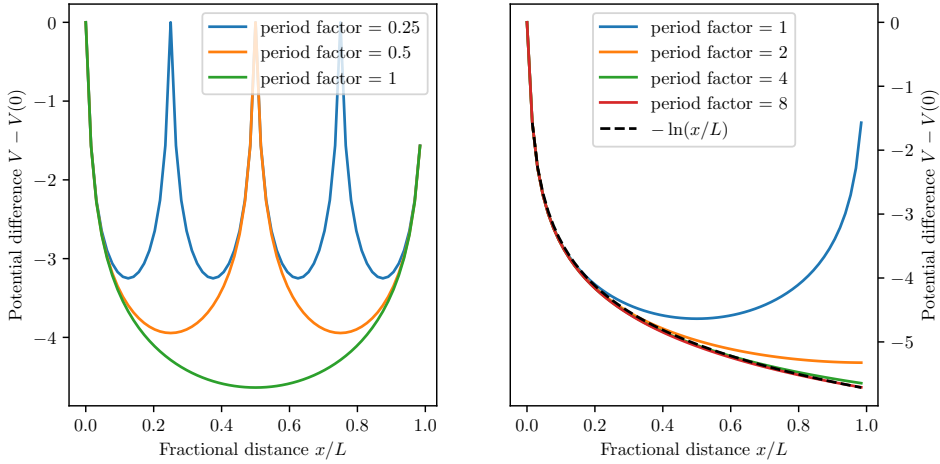 0
−1
−2
−3
−4
Potential difference V − V(0)
period factor = 0.25
period factor = 0.5
period factor = 1
0.0
0.2
0.4
0.6
0.8
1.0
Fractional distance x/L
period factor = 1
period factor = 2
period factor = 4
period factor = 8
− ln(x/L)
0
−1
−2
−3
−4
−5
Potential difference V − V(0)
0.0
0.2
0.4
0.6
0.8
1.0
Fractional distance x/L